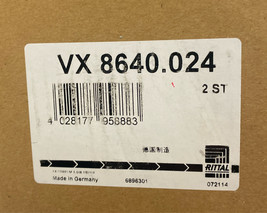 VX 8640.024
2 ST
4 028177 958883
德国制造
Made in Germany
6896301
RITTAL
072114